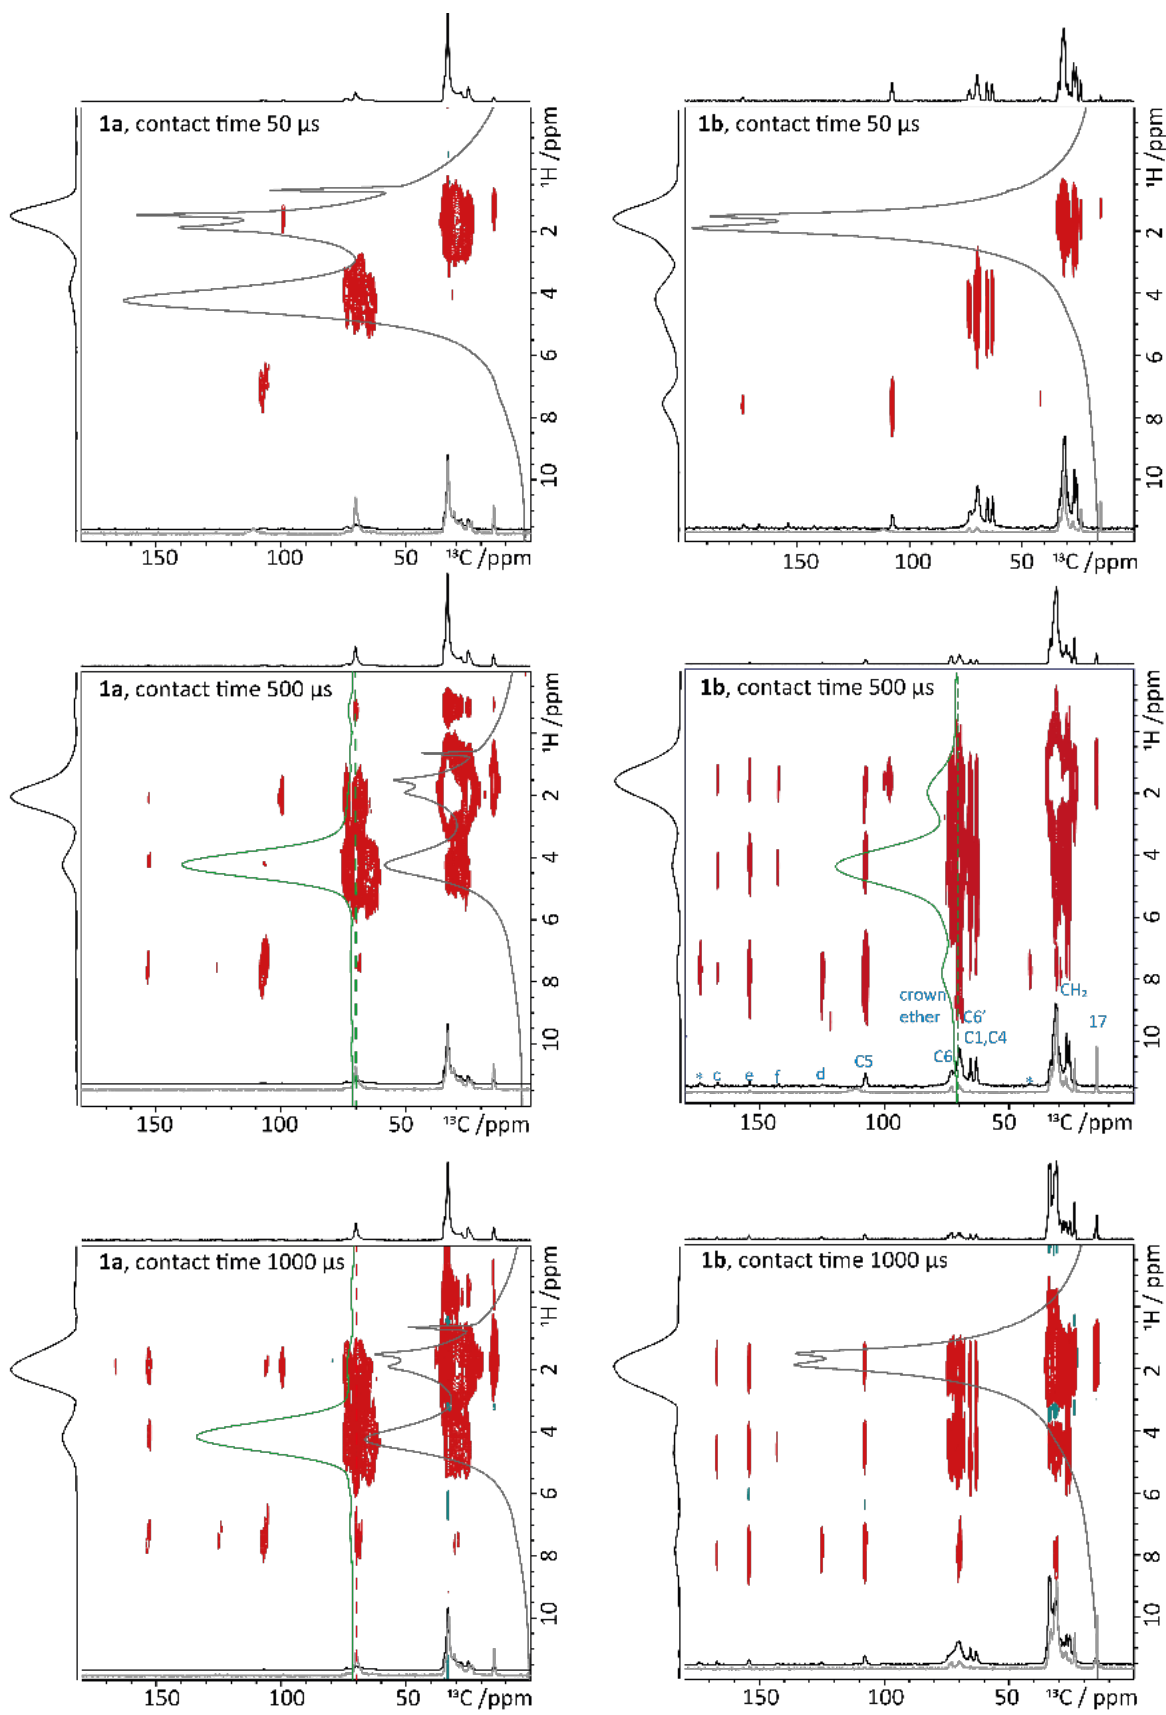 1a, contact time 50 µs
¹H /ppm
2
4
6
8
10
150
100
50
¹³C /ppm
1b, contact time 50 µs
¹H /ppm
2
4
6
8
10
150
100
50
¹³C /ppm
1a, contact time 500 µs
¹H /ppm
2
4
6
8
10
150
100
50
¹³C /ppm
1b, contact time 500 µs
¹H /ppm
2
4
6
8
10
crown
ether
CH₂
C6'
C1,C4
17
C6
C5
* c e f d *
150
100
50
¹³C /ppm
1a, contact time 1000 µs
¹H /ppm
2
4
6
8
10
150
100
50
¹³C /ppm
1b, contact time 1000 µs
¹H /ppm
2
4
6
8
10
150
100
50
¹³C /ppm